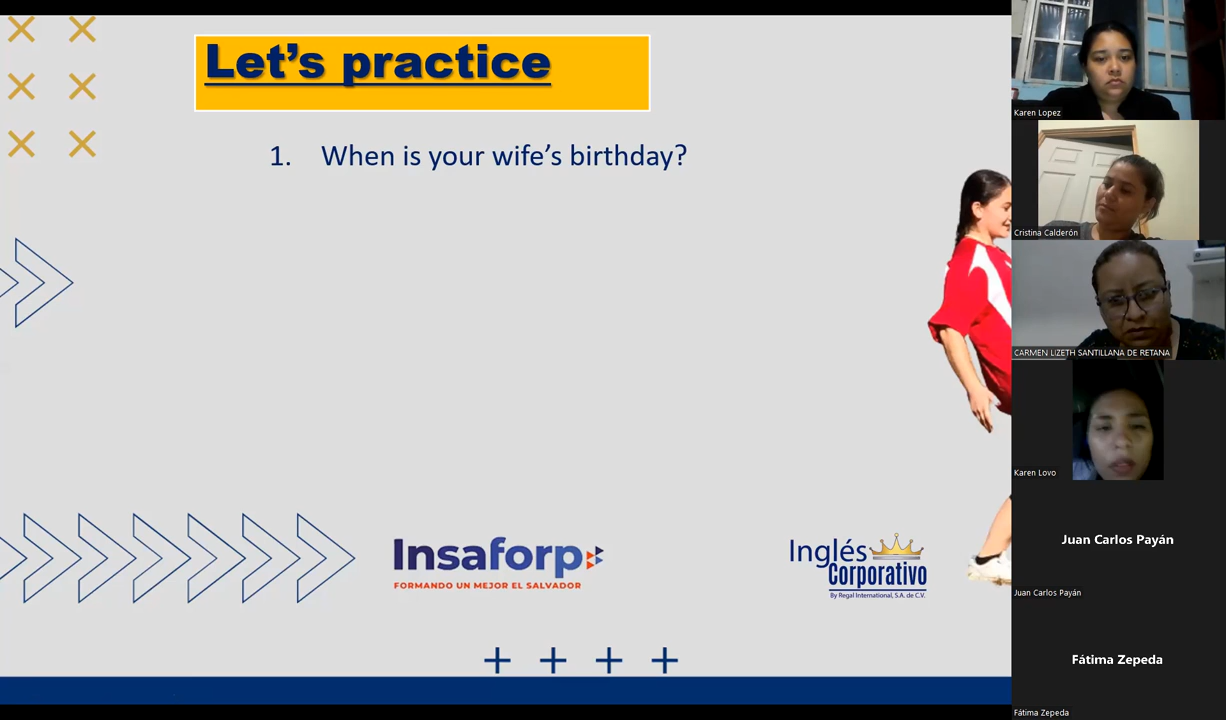 Let's practice
1. When is your wife's birthday?
Insaforp
FORMANDO UN MEJOR EL SALVADOR
Inglés
Corporativo
By Regal International, S.A. de C.V.
Karen Lopez
Cristina Calderón
CARMEN LIZETH SANTILLANA DE RETANA
Karen Lovo
Juan Carlos Payán
Juan Carlos Payán
Fátima Zepeda
Fátima Zepeda